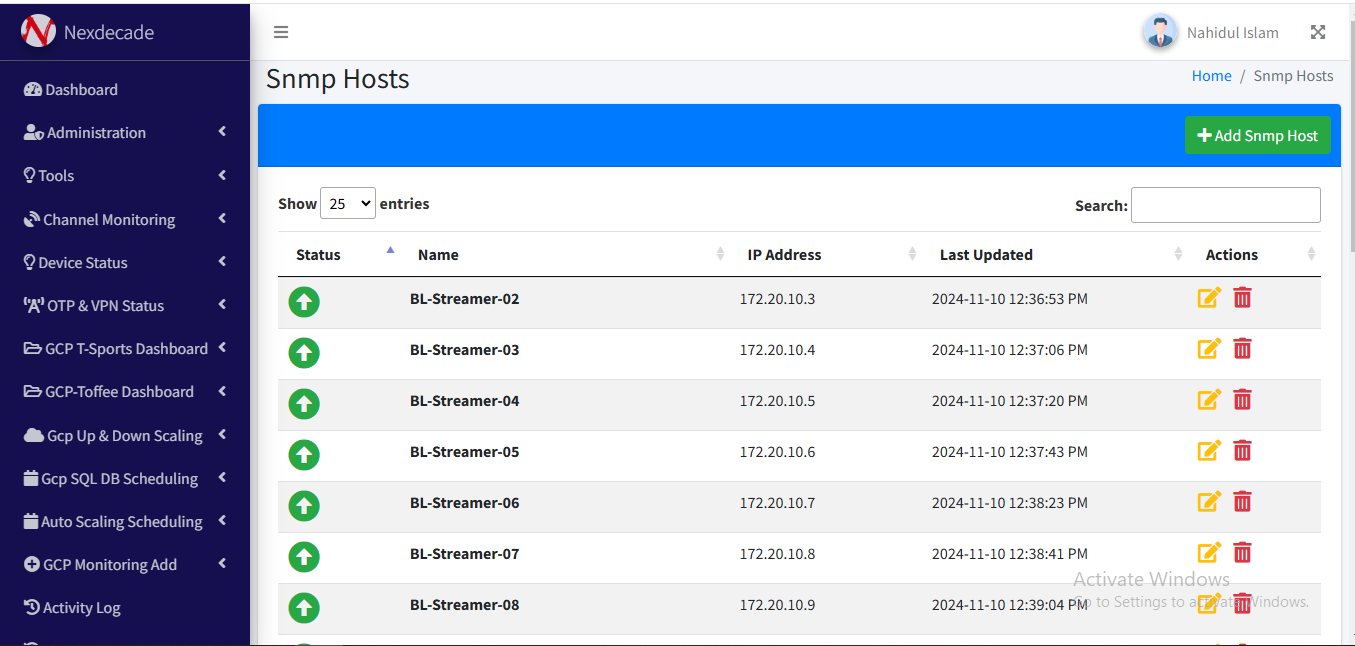 Nexdecade
Nahidul Islam
Snmp Hosts
Home / Snmp Hosts
Dashboard
Administration
Tools
Channel Monitoring
Device Status
OTP & VPN Status
GCP T-Sports Dashboard
GCP-Toffee Dashboard
Gcp Up & Down Scaling
Gcp SQL DB Scheduling
Auto Scaling Scheduling
GCP Monitoring Add
Activity Log
Add Snmp Host
Show 25 entries
Search:
Status Name IP Address Last Updated Actions
BL-Streamer-02 172.20.10.3 2024-11-10 12:36:53 PM
BL-Streamer-03 172.20.10.4 2024-11-10 12:37:06 PM
BL-Streamer-04 172.20.10.5 2024-11-10 12:37:20 PM
BL-Streamer-05 172.20.10.6 2024-11-10 12:37:43 PM
BL-Streamer-06 172.20.10.7 2024-11-10 12:38:23 PM
BL-Streamer-07 172.20.10.8 2024-11-10 12:38:41 PM
BL-Streamer-08 172.20.10.9 2024-11-10 12:39:04 PM
Activate Windows
Go to Settings to activate Windows.